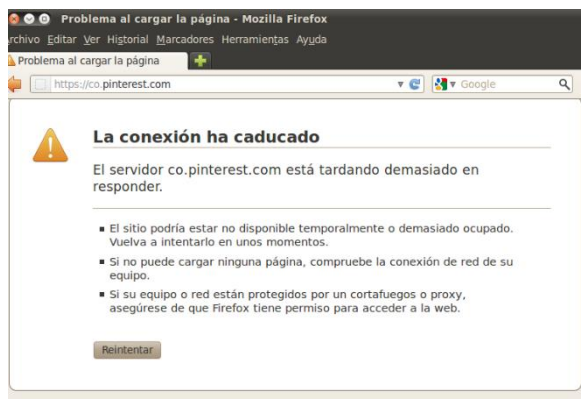 Problema al cargar la página - Mozilla Firefox
rchivo Editar Ver Historial Marcadores Herramientas Ayuda
Problema al cargar la página
https://co.pinterest.com Google
La conexión ha caducado
El servidor co.pinterest.com está tardando demasiado en
responder.
El sitio podría estar no disponible temporalmente o demasiado ocupado.
Vuelva a intentarlo en unos momentos.
Si no puede cargar ninguna página, compruebe la conexión de red de su
equipo.
Si su equipo o red están protegidos por un cortafuegos o proxy,
asegúrese de que Firefox tiene permiso para acceder a la web.
Reintentar